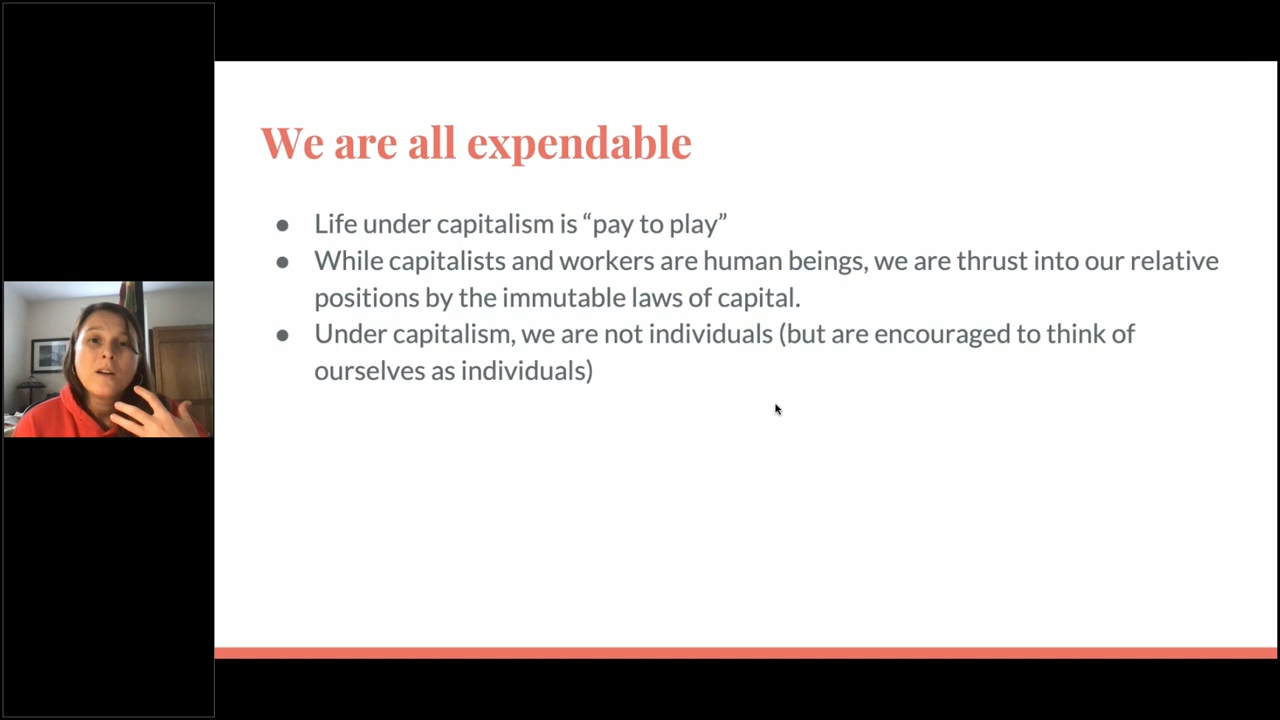 We are all expendable
● Life under capitalism is “pay to play”
● While capitalists and workers are human beings, we are thrust into our relative
positions by the immutable laws of capital.
● Under capitalism, we are not individuals (but are encouraged to think of
ourselves as individuals)